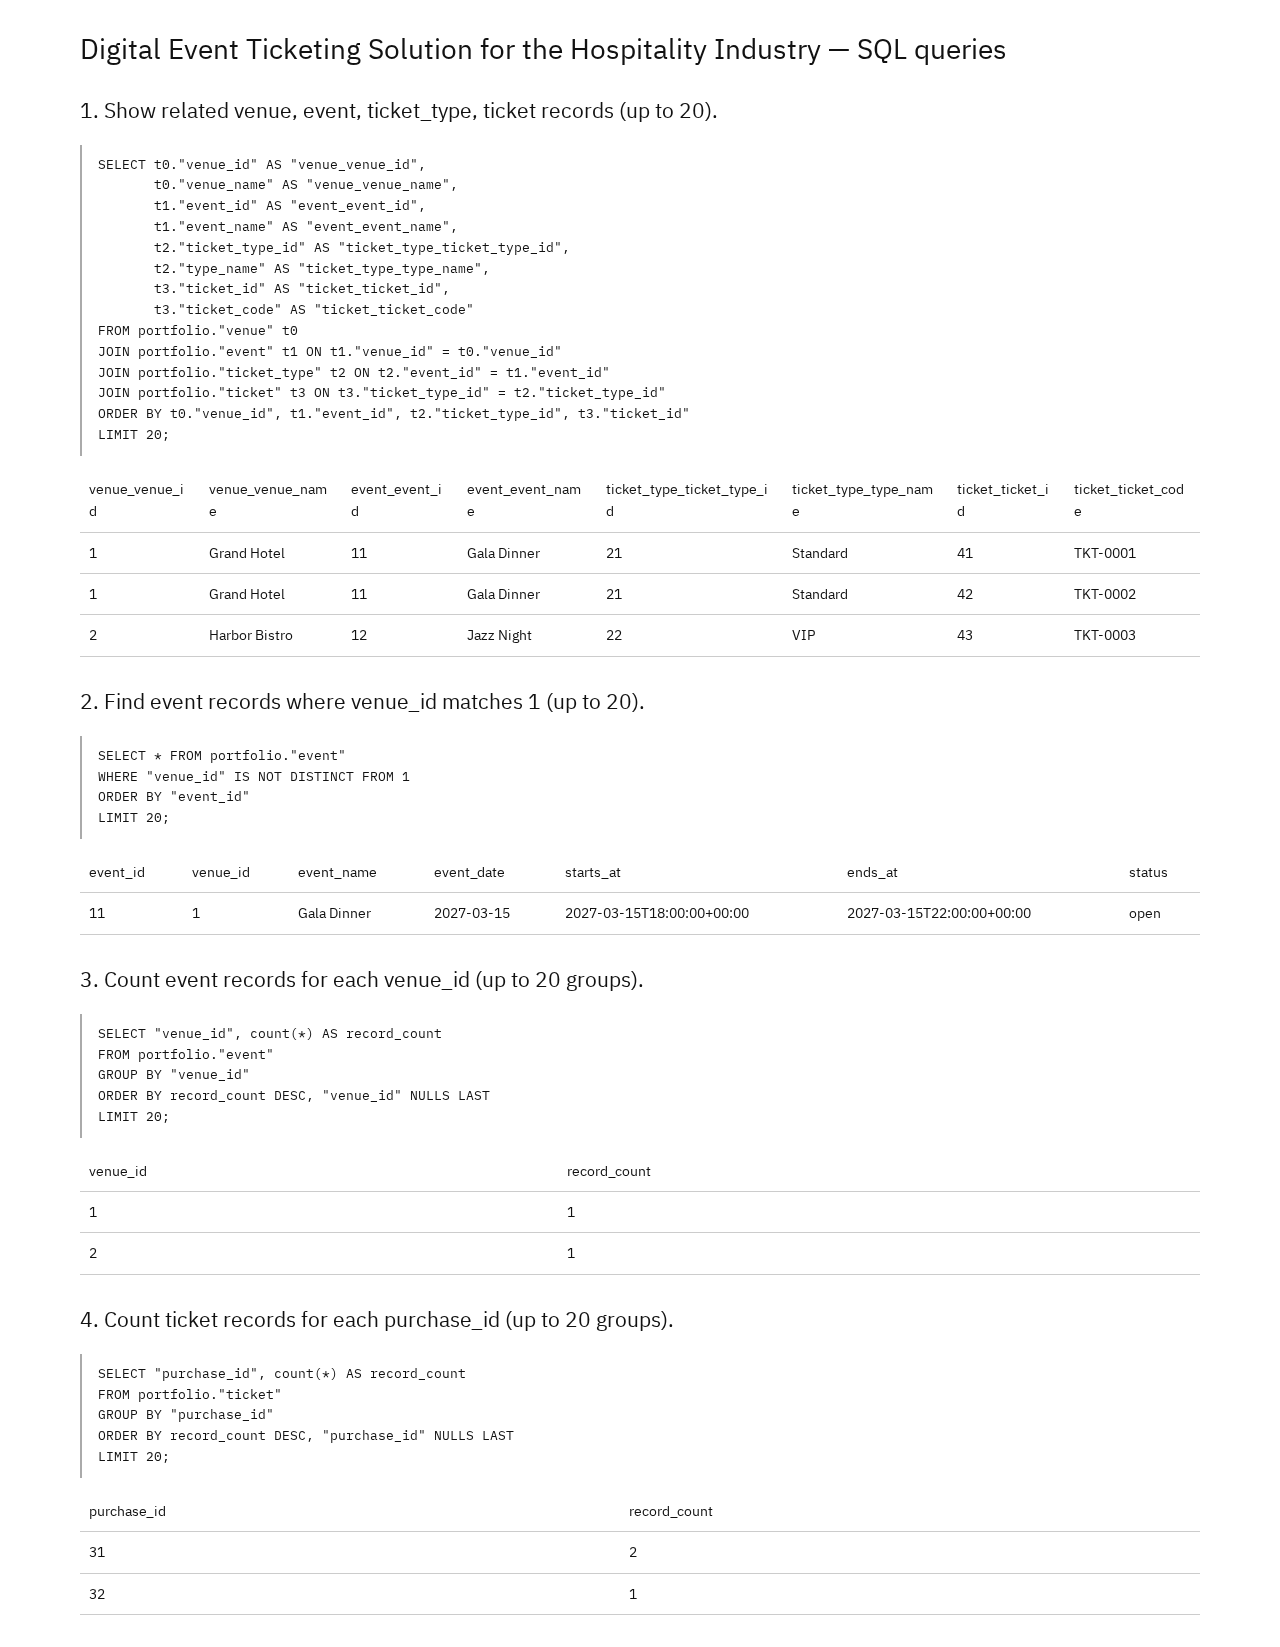 Digital Event Ticketing Solution for the Hospitality Industry — SQL queries
1. Show related venue, event, ticket_type, ticket records (up to 20).
SELECT t0."venue_id" AS "venue_venue_id",
       t0."venue_name" AS "venue_venue_name",
       t1."event_id" AS "event_event_id",
       t1."event_name" AS "event_event_name",
       t2."ticket_type_id" AS "ticket_type_ticket_type_id",
       t2."type_name" AS "ticket_type_type_name",
       t3."ticket_id" AS "ticket_ticket_id",
       t3."ticket_code" AS "ticket_ticket_code"
FROM portfolio."venue" t0
JOIN portfolio."event" t1 ON t1."venue_id" = t0."venue_id"
JOIN portfolio."ticket_type" t2 ON t2."event_id" = t1."event_id"
JOIN portfolio."ticket" t3 ON t3."ticket_type_id" = t2."ticket_type_id"
ORDER BY t0."venue_id", t1."event_id", t2."ticket_type_id", t3."ticket_id"
LIMIT 20;
venue_venue_i venue_venue_nam event_event_i event_event_nam ticket_type_ticket_type_i ticket_type_type_nam ticket_ticket_i ticket_ticket_cod
d e d e d e d e
1 Grand Hotel 11 Gala Dinner 21 Standard 41 TKT-0001
1 Grand Hotel 11 Gala Dinner 21 Standard 42 TKT-0002
2 Harbor Bistro 12 Jazz Night 22 VIP 43 TKT-0003
2. Find event records where venue_id matches 1 (up to 20).
SELECT * FROM portfolio."event"
WHERE "venue_id" IS NOT DISTINCT FROM 1
ORDER BY "event_id"
LIMIT 20;
event_id venue_id event_name event_date starts_at ends_at status
11 1 Gala Dinner 2027-03-15 2027-03-15T18:00:00+00:00 2027-03-15T22:00:00+00:00 open
3. Count event records for each venue_id (up to 20 groups).
SELECT "venue_id", count(*) AS record_count
FROM portfolio."event"
GROUP BY "venue_id"
ORDER BY record_count DESC, "venue_id" NULLS LAST
LIMIT 20;
venue_id record_count
1 1
2 1
4. Count ticket records for each purchase_id (up to 20 groups).
SELECT "purchase_id", count(*) AS record_count
FROM portfolio."ticket"
GROUP BY "purchase_id"
ORDER BY record_count DESC, "purchase_id" NULLS LAST
LIMIT 20;
purchase_id record_count
31 2
32 1